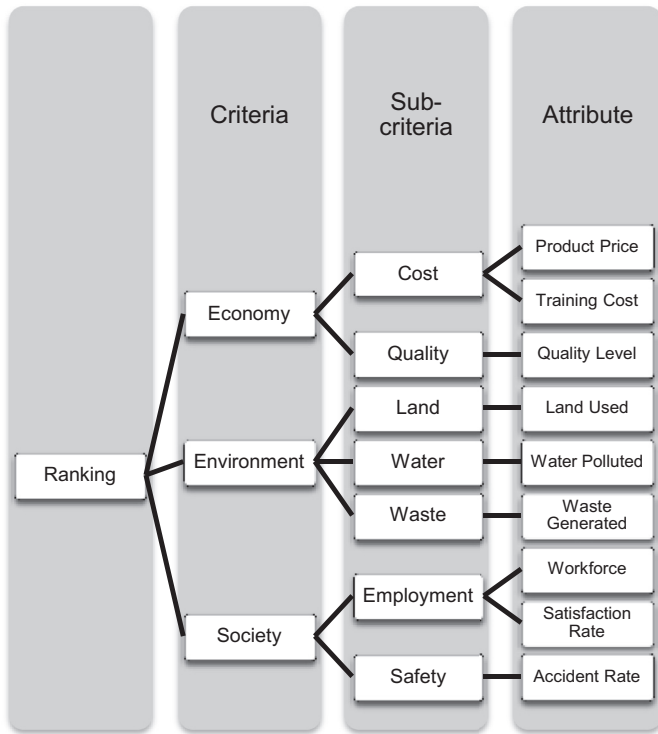 Criteria
Sub-
criteria
Attribute
Product Price
Cost
Training Cost
Economy
Quality
Quality Level
Land
Land Used
Ranking
Environment
Water
Water Polluted
Waste
Waste
Generated
Workforce
Employment
Society
Satisfaction
Rate
Safety
Accident Rate